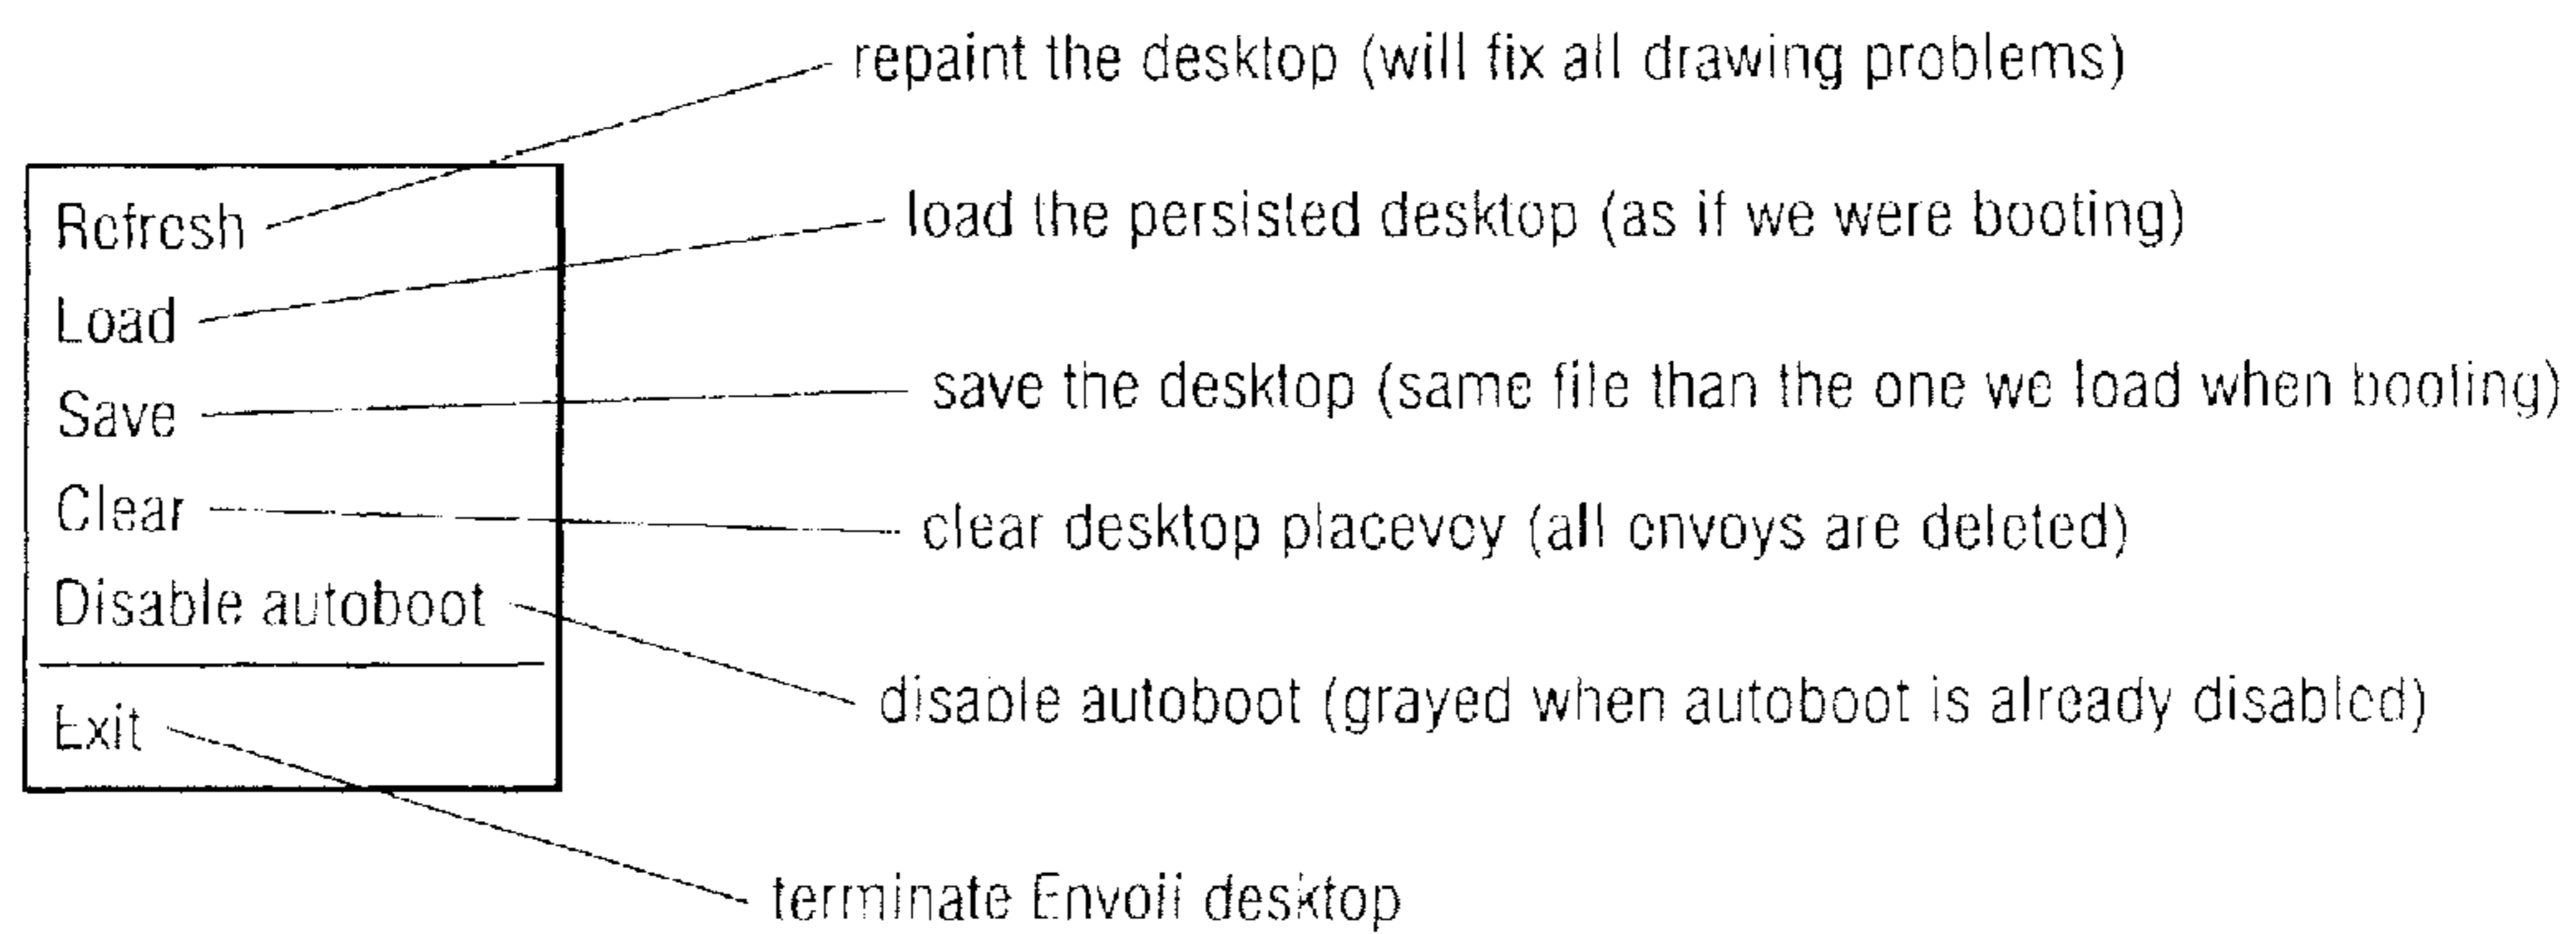 repaint the desktop (will fix all drawing problems)
Refresh
load the persisted desktop (as if we were booting)
Load
save the desktop (same file than the one we load when booting)
Save
Clear
clear desktop placevoy (all envoys are deleted)
Disable autoboot
disable autoboot (grayed when autoboot is already disabled)
Exit
terminate Envoii desktop